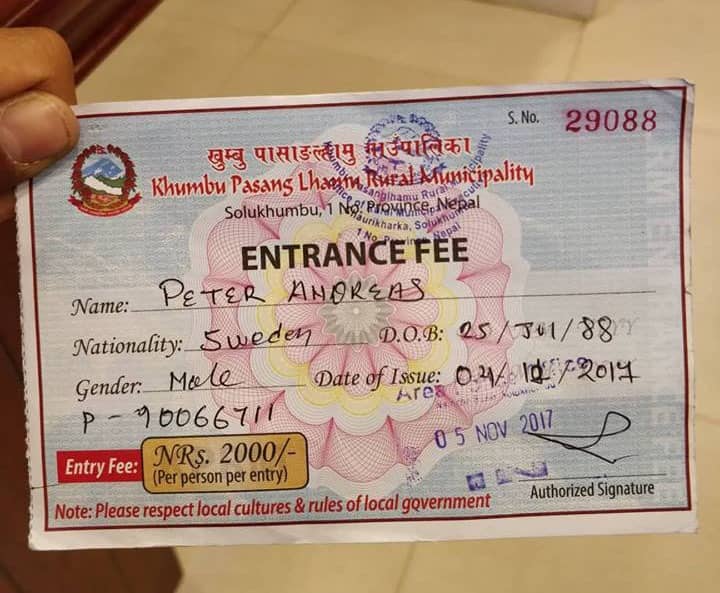 S. No. 29088
खुम्बु पासाङल्हामु गाउँपालिका
Khumbu Pasang Lhamu Rural Municipality
Solukhumbu, 1 No. Province, Nepal
ENTRANCE FEE
Name: PETER ANDREAS
Nationality: Sweden D.O.B: 25 / JUL / 88
Gender: Male Date of Issue: 04/ /2017
P - 90066711
Area
05 NOV 2017
Entry Fee: NRs. 2000/-
(Per person per entry)
Authorized Signature
Note: Please respect local cultures & rules of local government